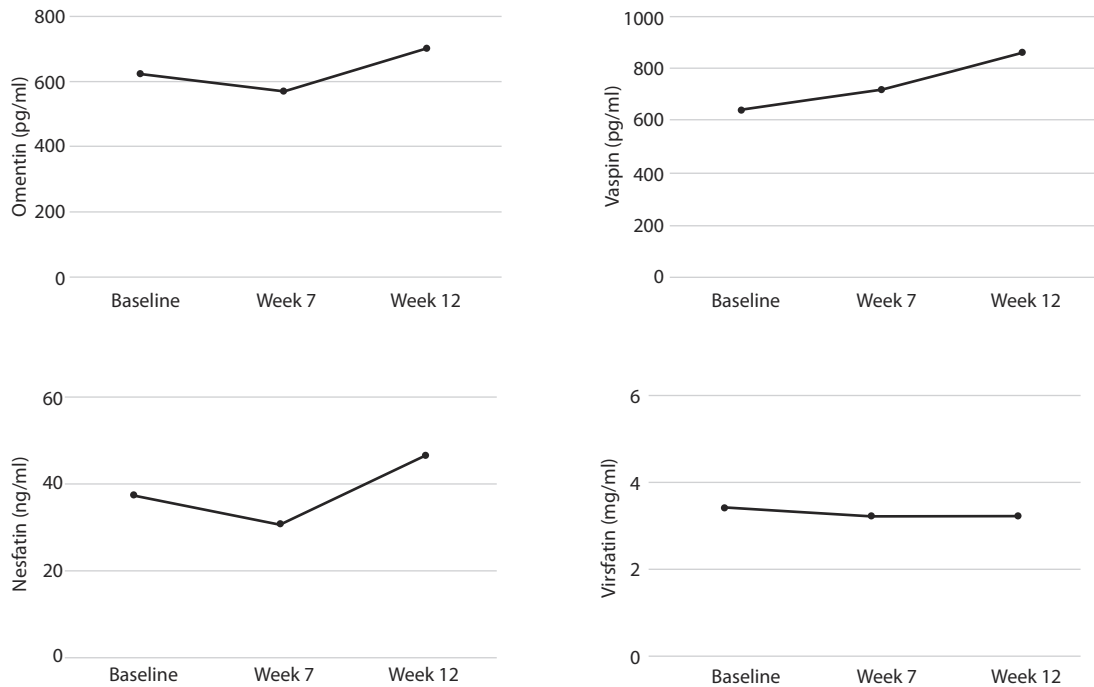 Omentin (pg/ml)
800
600
400
200
0
Baseline Week 7 Week 12
Vaspin (pg/ml)
1000
800
600
400
200
0
Baseline Week 7 Week 12
Nesfatin (ng/ml)
60
40
20
0
Baseline Week 7 Week 12
Virsfatin (mg/ml)
6
4
2
0
Baseline Week 7 Week 12